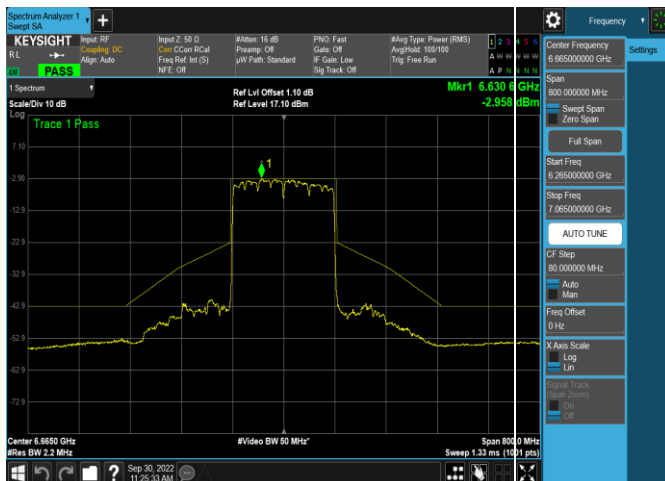 Spectrum Analyzer 1
Swept SA
Frequency
KEYSIGHT
RL
PASS
Input: RF
Coupling: DC
Align: Auto
Input Z: 50 Ω
Corr CCorr RCal
Freq Ref: Int (S)
NFE: Off
#Atten: 16 dB
Preamp: Off
µW Path: Standard
PNO: Fast
Gate: Off
IF Gain: Low
Sig Track: Off
#Avg Type: Power (RMS)
Avg|Hold: 100/100
Trig: Free Run
1 2 3 4 5 6
A W W W W W
A P N N N N
1 Spectrum
Scale/Div 10 dB
Ref Lvl Offset 1.10 dB
Ref Level 17.10 dBm
Mkr1 6.630 6 GHz
-2.958 dBm
Log
Trace 1 Pass
1
7.10
-2.90
-12.9
-22.9
-32.9
-42.9
-52.9
-62.9
-72.9
Center 6.6650 GHz
#Res BW 2.2 MHz
#Video BW 50 MHz*
Span 800.0 MHz
Sweep 1.33 ms (1001 pts)
Sep 30, 2022
11:25:33 AM
Center Frequency
6.665000000 GHz
Settings
Span
800.000000 MHz
Swept Span
Zero Span
Full Span
Start Freq
6.265000000 GHz
Stop Freq
7.065000000 GHz
AUTO TUNE
CF Step
80.000000 MHz
Auto
Man
Freq Offset
0 Hz
X Axis Scale
Log
Lin
Signal Track
(Span Zoom)
On
Off